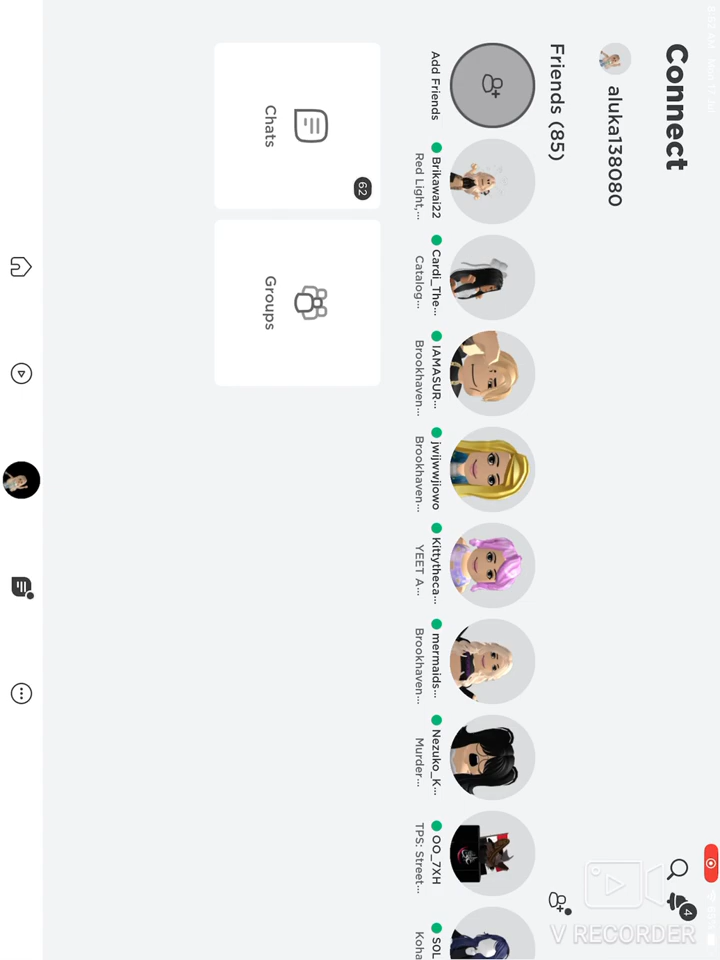 Connect
4
aluka138080
Friends (85)
Add Friends
Brikawai22
Red Light,...
Cardi_The...
Catalog...
IAMASUR...
Brookhaven...
jwijwwjiowo
Brookhaven...
Kittytheca...
YEET A...
mermaids...
Brookhaven...
Nezuko_K...
Murder...
OO_7XH
TPS: Street...
SOL
Koha
Chats
62
Groups
V RECORDER